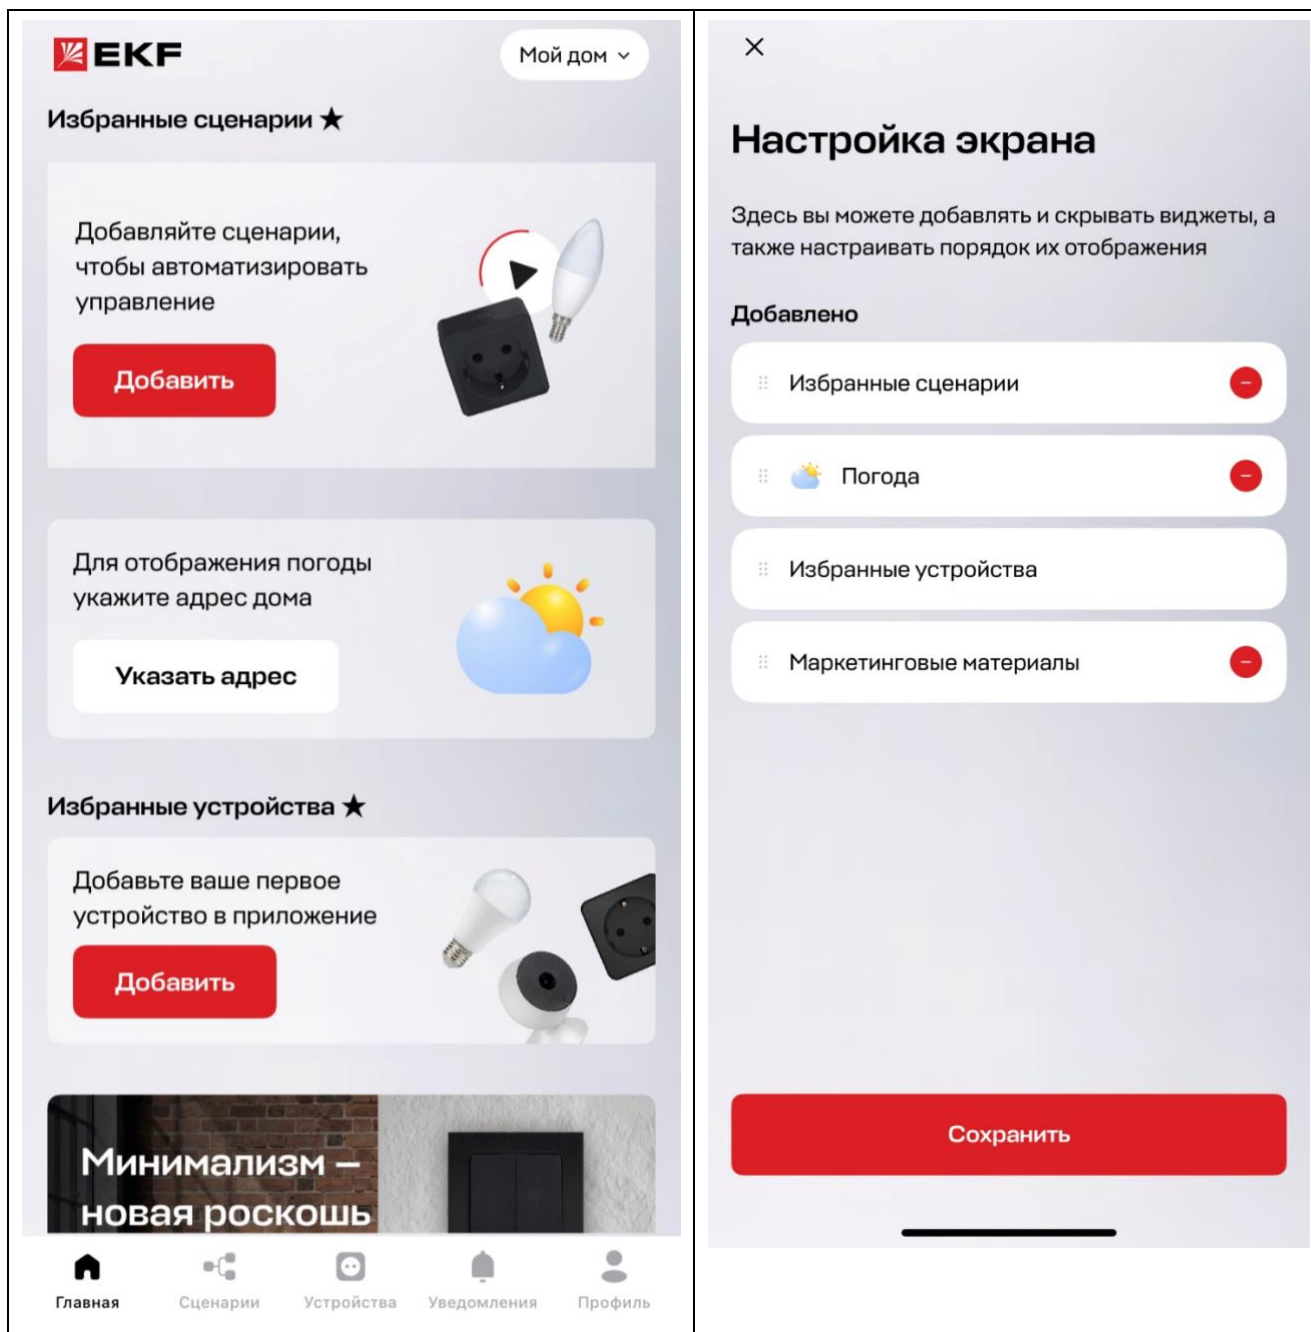 EKF
Мой дом
Избранные сценарии ★
Добавляйте сценарии,
чтобы автоматизировать
управление
Добавить
Для отображения погоды
укажите адрес дома
Указать адрес
Избранные устройства ★
Добавьте ваше первое
устройство в приложение
Добавить
Минимализм –
новая роскошь
Главная
Сценарии
Устройства
Уведомления
Профиль
Настройка экрана
Здесь вы можете добавлять и скрывать виджеты, а
также настраивать порядок их отображения
Добавлено
Избранные сценарии
Погода
Избранные устройства
Маркетинговые материалы
Сохранить